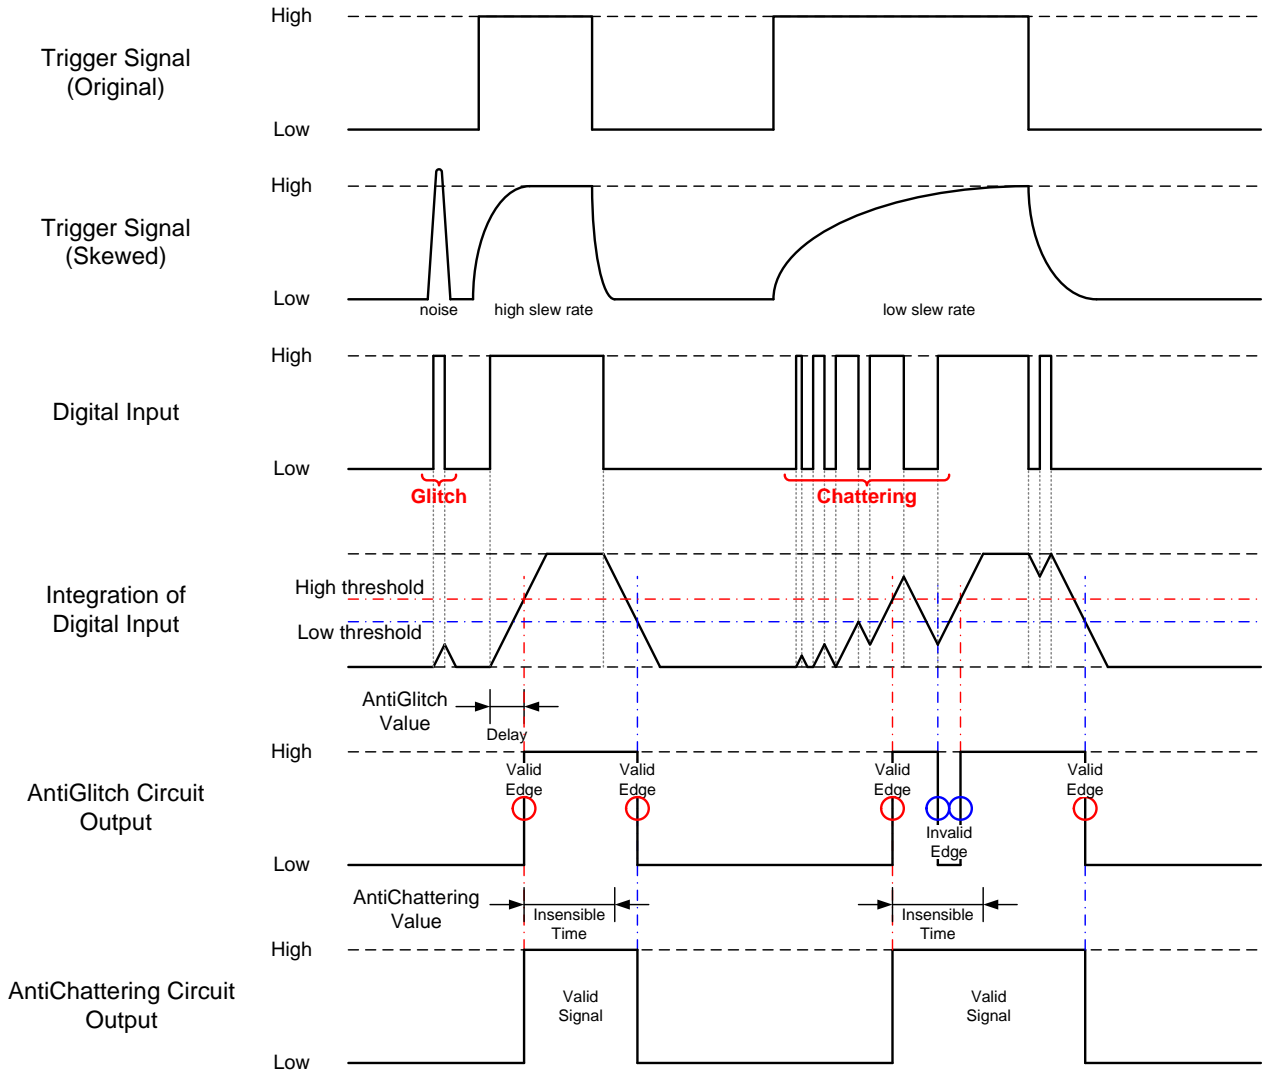 High
Trigger Signal
(Original)
Low
High
Trigger Signal
(Skewed)
Low
noise
high slew rate
low slew rate
High
Digital Input
Low
Glitch
Chattering
High threshold
Integration of
Digital Input
Low threshold
AntiGlitch
Value
Delay
High
Valid
Edge
Valid
Edge
Valid
Edge
Valid
Edge
AntiGlitch Circuit
Output
Invalid
Edge
Low
AntiChattering
Value
Insensible
Time
Insensible
Time
High
AntiChattering Circuit
Output
Valid
Signal
Valid
Signal
Low